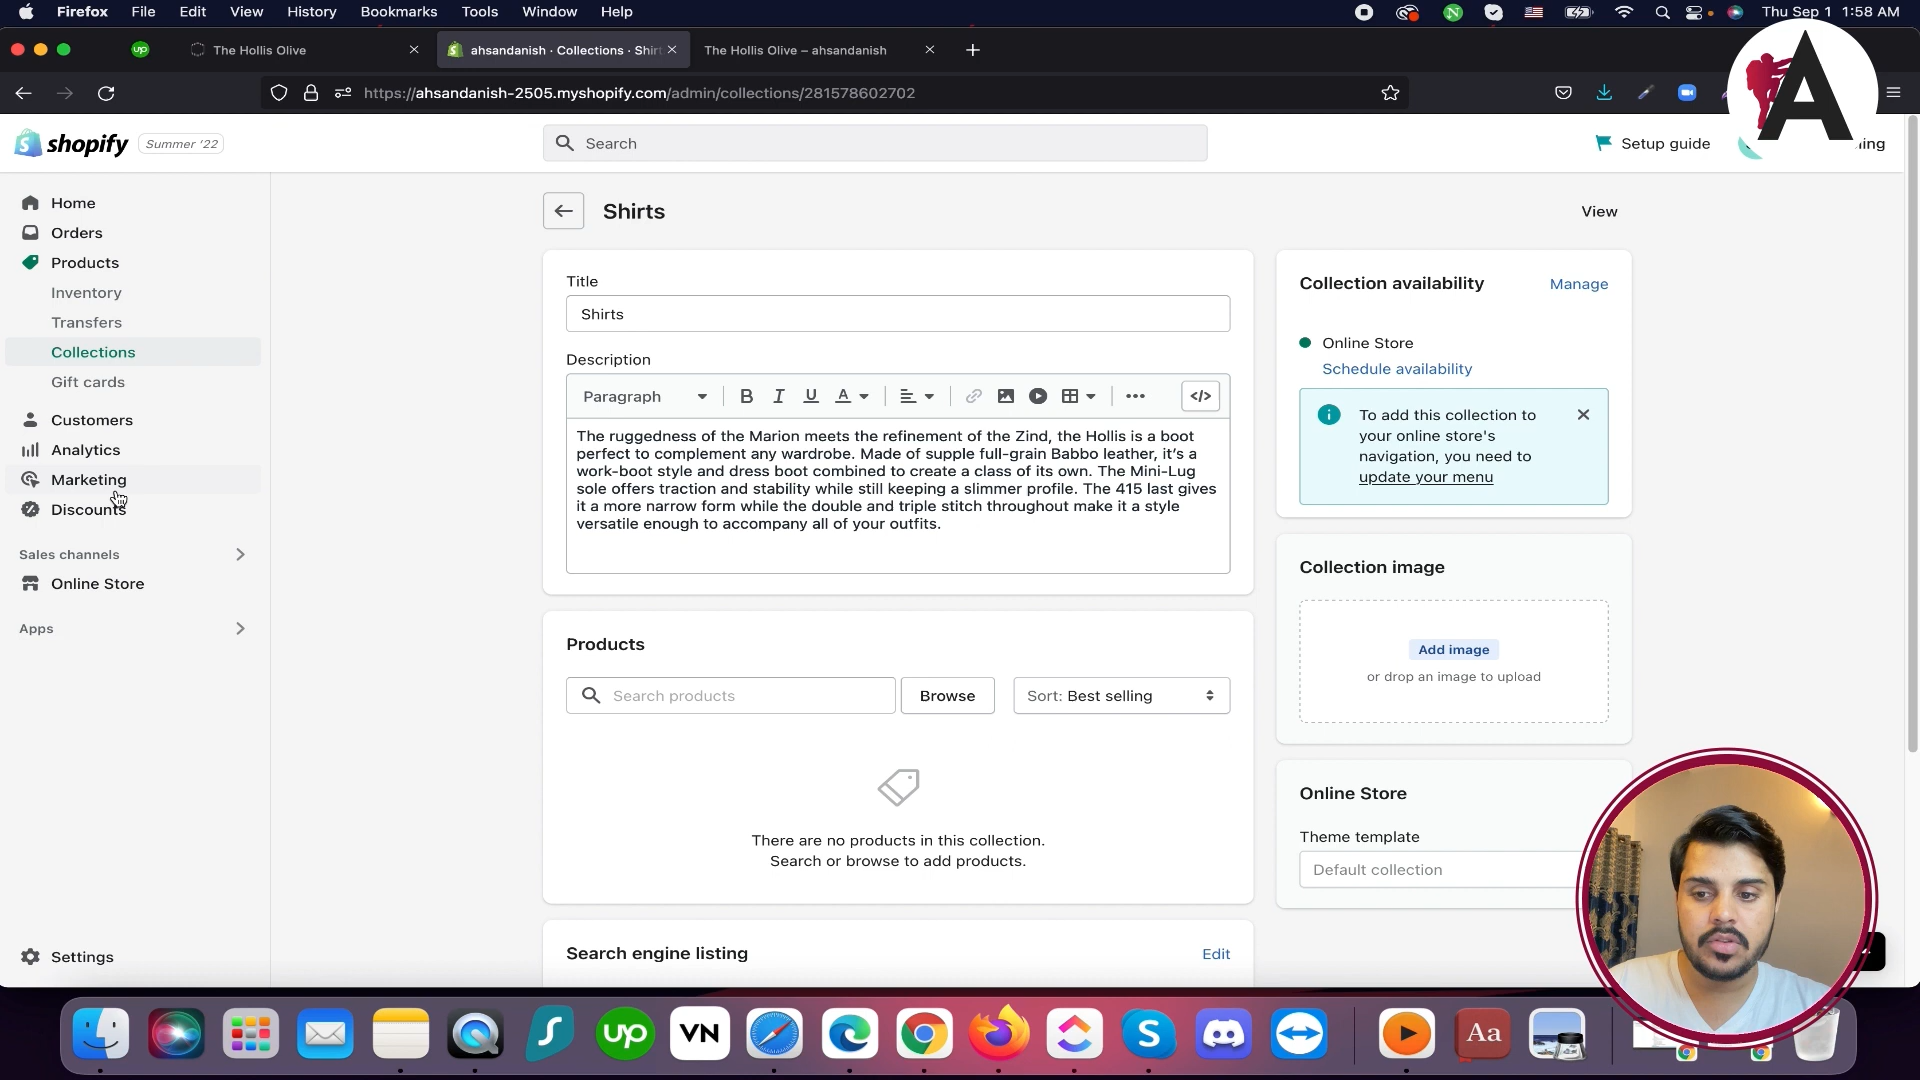 Firefox File Edit View History Bookmarks Tools Window Help Thu Sep 1 1:58 AM
up The Hollis Olive ahsandanish · Collections · Shirt The Hollis Olive – ahsandanish
https://ahsandanish-2505.myshopify.com/admin/collections/281578602702
A
shopify Summer '22 Search Setup guide
Home
Orders
Products
Inventory
Transfers
Collections
Gift cards
Customers
Analytics
Marketing
Discounts
Sales channels
Online Store
Apps
Settings
Shirts View
Title
Shirts
Description
Paragraph B I U A </>
The ruggedness of the Marion meets the refinement of the Zind, the Hollis is a boot
perfect to complement any wardrobe. Made of supple full-grain Babbo leather, it's a
work-boot style and dress boot combined to create a class of its own. The Mini-Lug
sole offers traction and stability while still keeping a slimmer profile. The 415 last gives
it a more narrow form while the double and triple stitch throughout make it a style
versatile enough to accompany all of your outfits.
Products
Search products Browse Sort: Best selling
There are no products in this collection.
Search or browse to add products.
Search engine listing Edit
Collection availability Manage
Online Store
Schedule availability
To add this collection to
your online store's
navigation, you need to
update your menu
Collection image
Add image
or drop an image to upload
Online Store
Theme template
Default collection
up VN S Aa